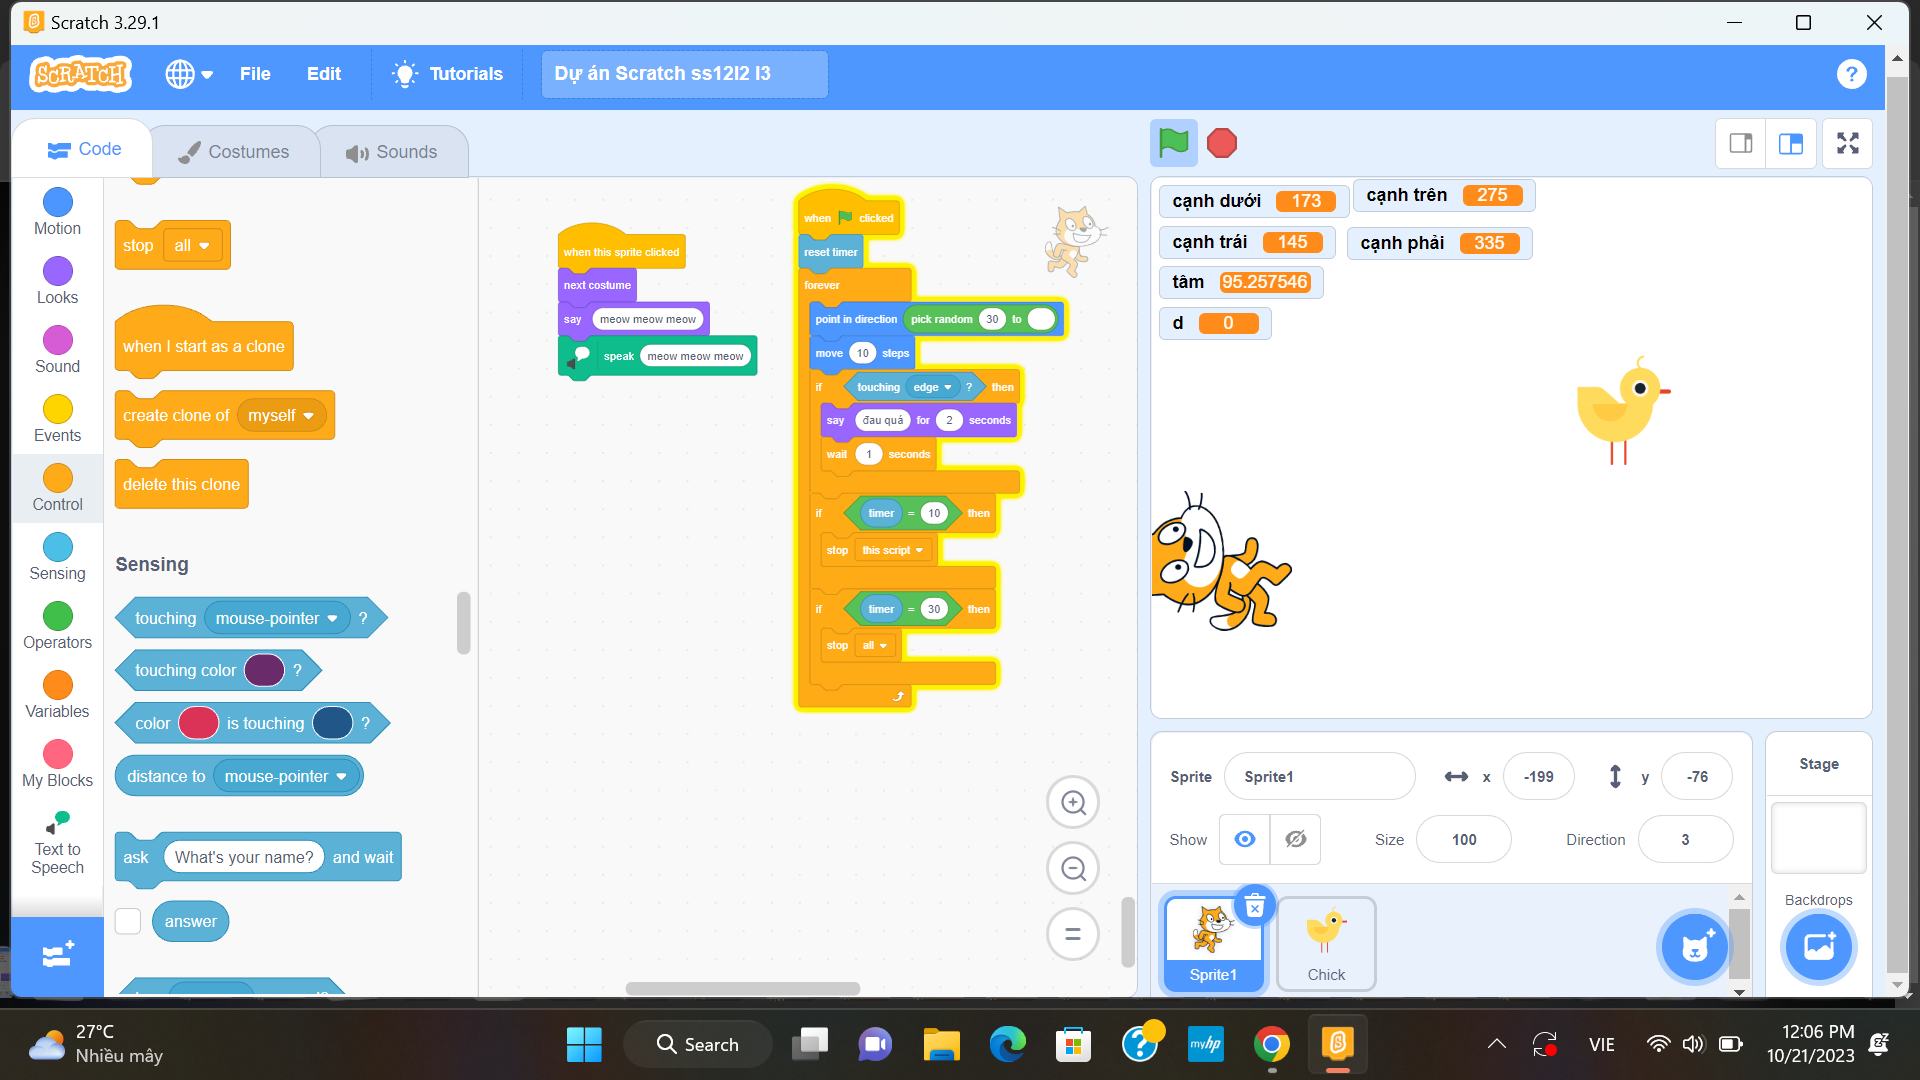 Scratch 3.29.1
SCRATCH
File
Edit
Tutorials
Dự án Scratch ss12l2 l3
?
Code
Costumes
Sounds
Motion
Looks
Sound
Events
Control
Sensing
Operators
Variables
My Blocks
Text to
Speech
stop all
when I start as a clone
create clone of myself
delete this clone
Sensing
touching mouse-pointer ?
touching color ?
color is touching ?
distance to mouse-pointer
ask What's your name? and wait
answer
when this sprite clicked
next costume
say meow meow meow
speak meow meow meow
when clicked
reset timer
forever
point in direction pick random 30 to
move 10 steps
if touching edge ? then
say đau quá for 2 seconds
wait 1 seconds
if timer = 10 then
stop this script
if timer = 30 then
stop all
cạnh dưới 173
cạnh trên 275
cạnh trái 145
cạnh phải 335
tâm 95.257546
d 0
Sprite Sprite1 x -199 y -76
Show Size 100 Direction 3
Sprite1
Chick
Stage
Backdrops
27°C
Nhiều mây
Search
myhp
VIE
12:06 PM
10/21/2023